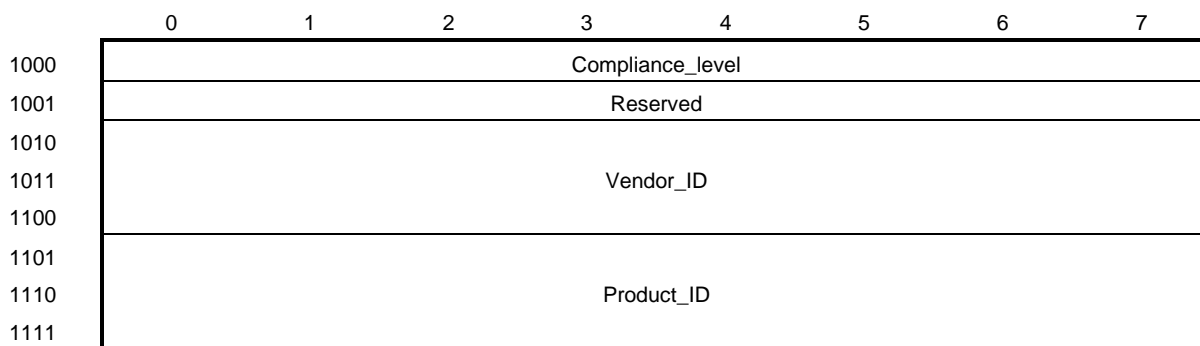 0 1 2 3 4 5 6 7
1000 Compliance_level
1001 Reserved
1010
1011 Vendor_ID
1100
1101
1110 Product_ID
1111